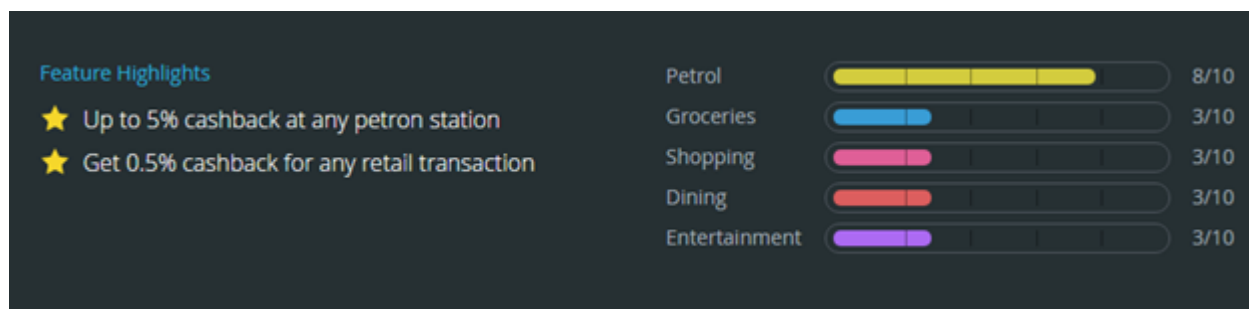 Feature Highlights
Up to 5% cashback at any petron station
Get 0.5% cashback for any retail transaction
Petrol 8/10
Groceries 3/10
Shopping 3/10
Dining 3/10
Entertainment 3/10